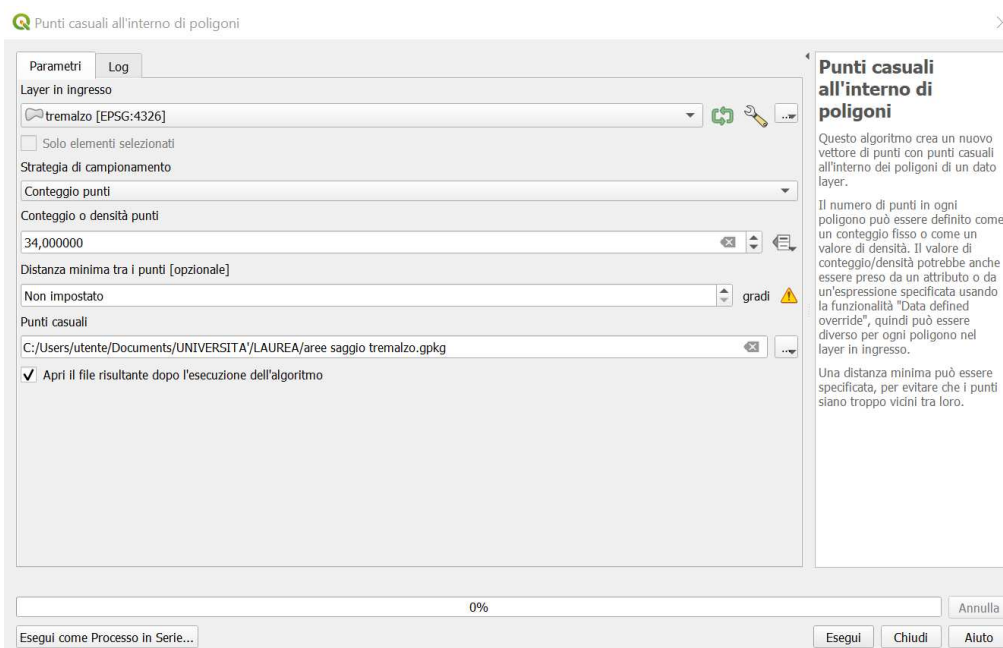 Punti casuali all'interno di poligoni
Parametri
Log
Layer in ingresso
tremalzo [EPSG:4326]
Solo elementi selezionati
Strategia di campionamento
Conteggio punti
Conteggio o densità punti
34,000000
Distanza minima tra i punti [opzionale]
Non impostato
gradi
Punti casuali
C:/Users/utente/Documents/UNIVERSITA'/LAUREA/aree saggio tremalzo.gpkg
Apri il file risultante dopo l'esecuzione dell'algoritmo
Punti casuali
all'interno di
poligoni
Questo algoritmo crea un nuovo
vettore di punti con punti casuali
all'interno dei poligoni di un dato
layer.
Il numero di punti in ogni
poligono può essere definito come
un conteggio fisso o come un
valore di densità. Il valore di
conteggio/densità potrebbe anche
essere preso da un attributo o da
un'espressione specificata usando
la funzionalità "Data defined
override", quindi può essere
diverso per ogni poligono nel
layer in ingresso.
Una distanza minima può essere
specificata, per evitare che i punti
siano troppo vicini tra loro.
0%
Annulla
Esegui come Processo in Serie...
Esegui
Chiudi
Aiuto